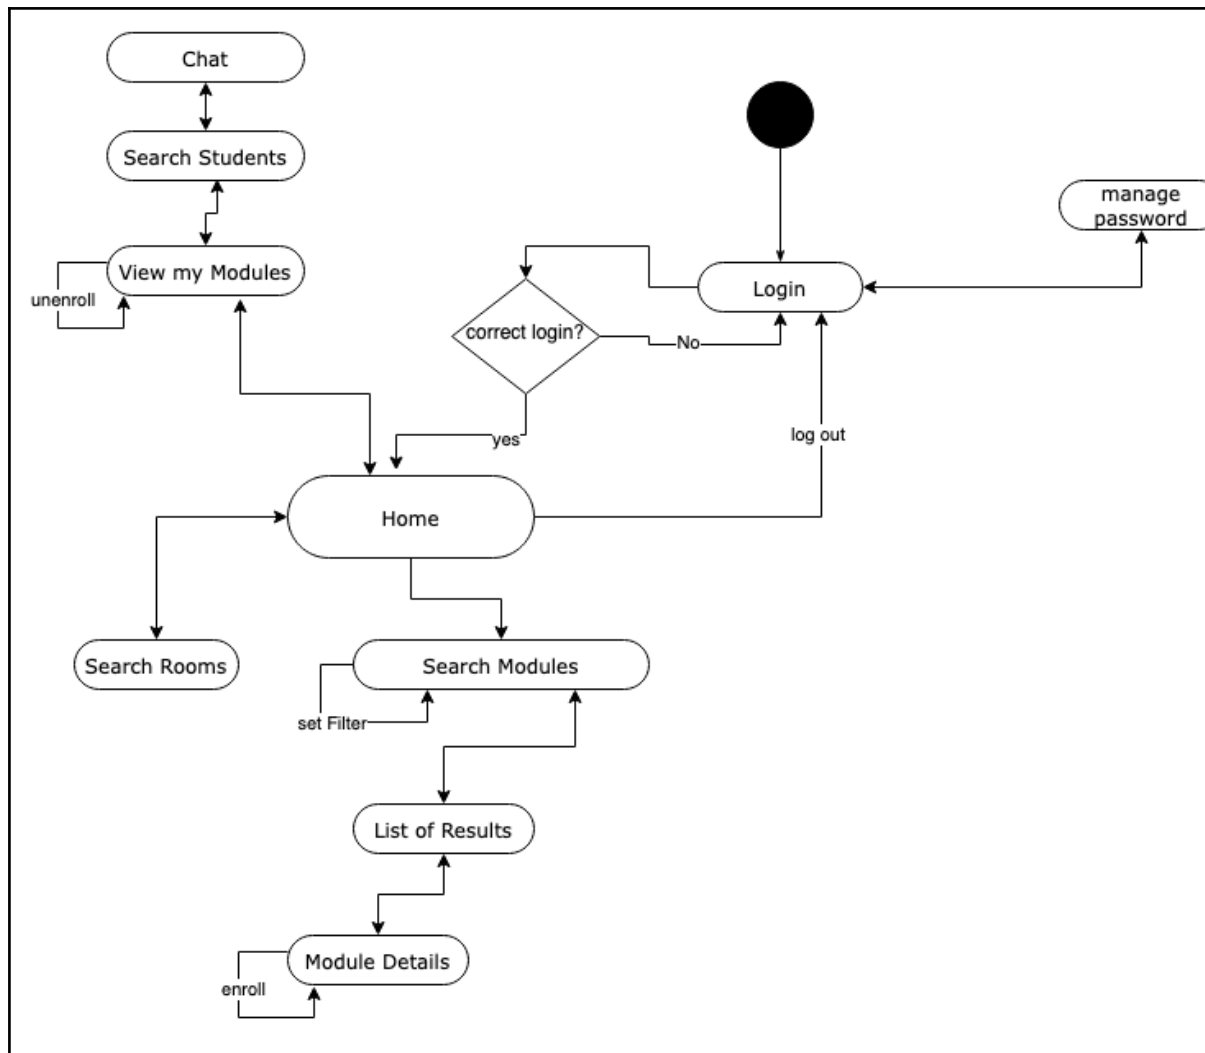 Chat
Search Students
manage
password
View my Modules
unenroll
Login
correct login?
No
yes
log out
Home
Search Rooms
Search Modules
set Filter
List of Results
Module Details
enroll